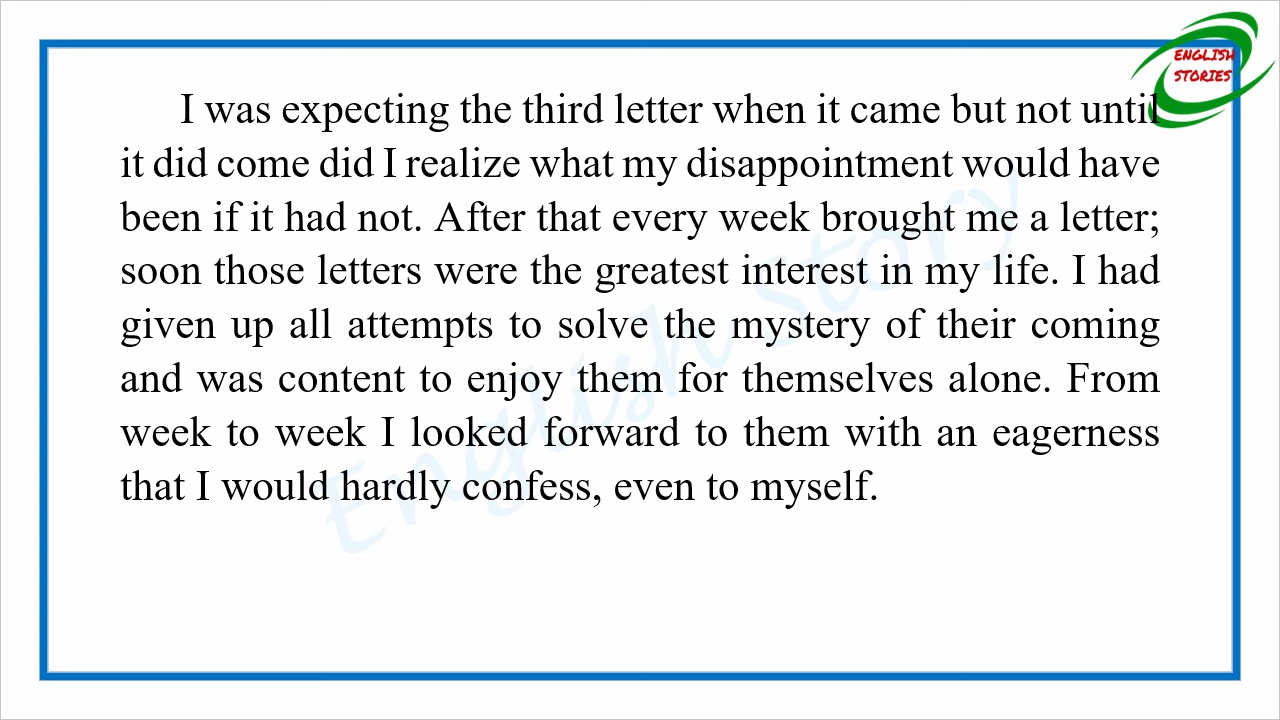 ENGLISH
STORIES
I was expecting the third letter when it came but not until
it did come did I realize what my disappointment would have
been if it had not. After that every week brought me a letter;
soon those letters were the greatest interest in my life. I had
given up all attempts to solve the mystery of their coming
and was content to enjoy them for themselves alone. From
week to week I looked forward to them with an eagerness
that I would hardly confess, even to myself.
English Story